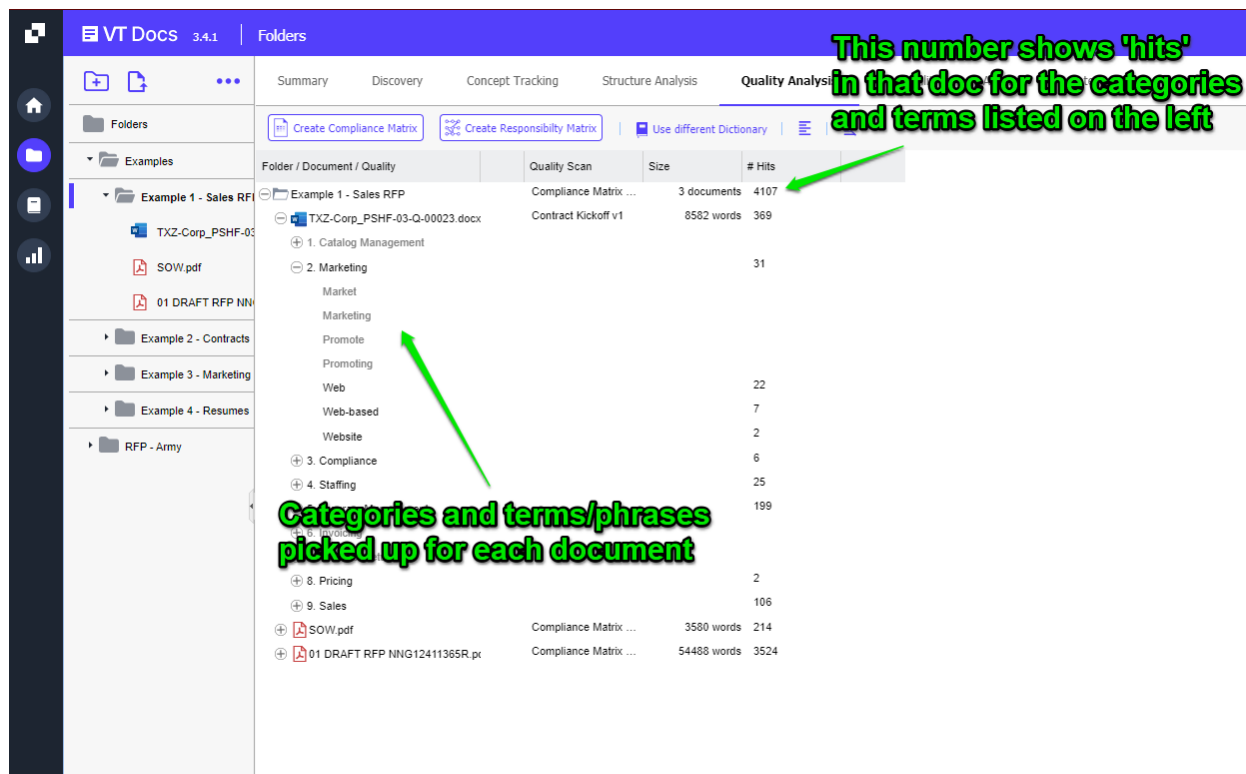 VT Docs 3.4.1 Folders
This number shows 'hits'
in that doc for the categories
and terms listed on the left
Summary Discovery Concept Tracking Structure Analysis Quality Analysis
Create Compliance Matrix Create Responsibilty Matrix Use different Dictionary
Folders
Examples
Example 1 - Sales RFI
TXZ-Corp_PSHF-03
SOW.pdf
01 DRAFT RFP NN
Example 2 - Contracts
Example 3 - Marketing
Example 4 - Resumes
RFP - Army
Folder / Document / Quality Quality Scan Size # Hits
Example 1 - Sales RFP Compliance Matrix ... 3 documents 4107
TXZ-Corp_PSHF-03-Q-00023.docx Contract Kickoff v1 8582 words 369
1. Catalog Management
2. Marketing 31
Market
Marketing
Promote
Promoting
Web 22
Web-based 7
Website 2
3. Compliance 6
4. Staffing 25
199
6. Invoicing
8. Pricing 2
9. Sales 106
SOW.pdf Compliance Matrix ... 3580 words 214
01 DRAFT RFP NNG12411365R.pc Compliance Matrix ... 54488 words 3524
Categories and terms/phrases
picked up for each document